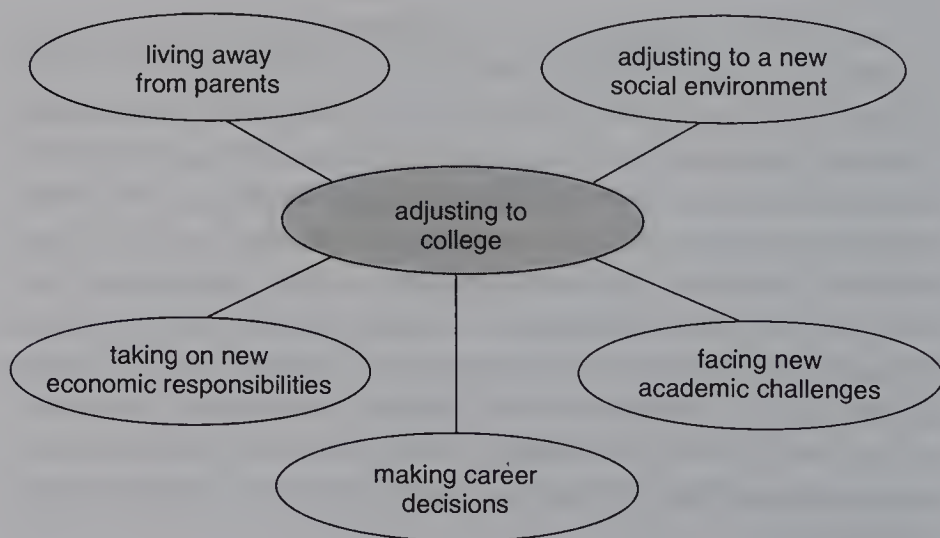 living away
from parents
adjusting to a new
social environment
adjusting to
college
taking on new
economic responsibilities
facing new
academic challenges
making career
decisions